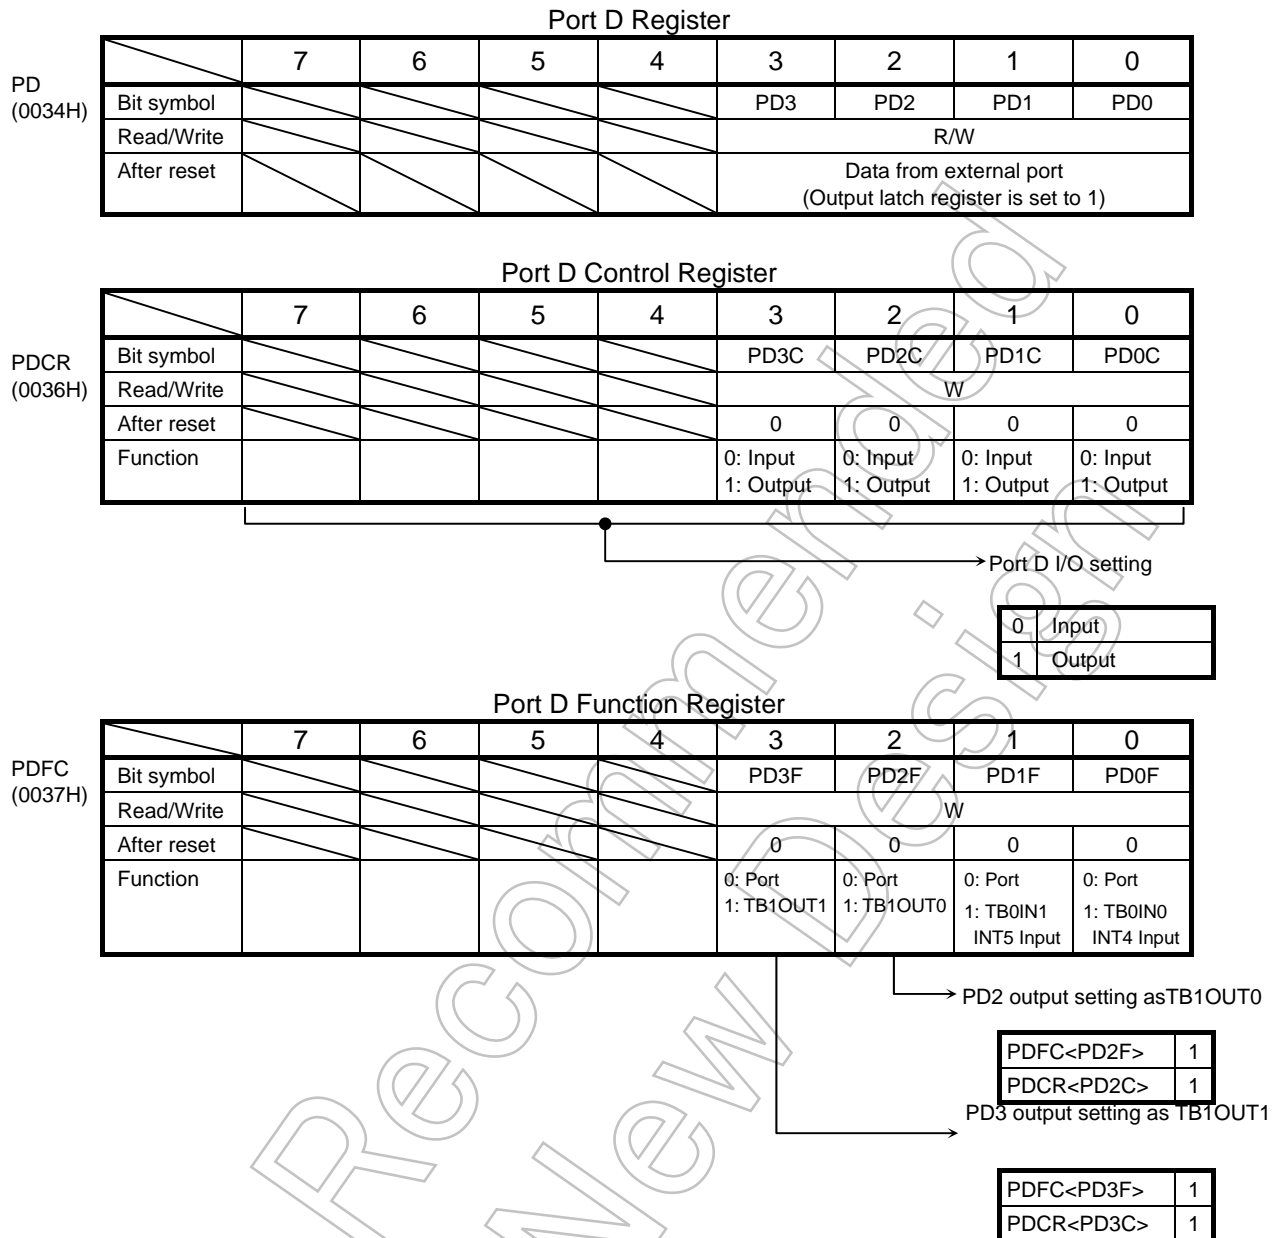 Port D Register
7 6 5 4 3 2 1 0
PD
(0034H)
Bit symbol PD3 PD2 PD1 PD0
Read/Write R/W
After reset Data from external port
(Output latch register is set to 1)
Port D Control Register
7 6 5 4 3 2 1 0
PDCR
(0036H)
Bit symbol PD3C PD2C PD1C PD0C
Read/Write W
After reset 0 0 0 0
Function 0: Input 0: Input 0: Input 0: Input
1: Output 1: Output 1: Output 1: Output
Port D I/O setting
0 Input
1 Output
Port D Function Register
7 6 5 4 3 2 1 0
PDFC
(0037H)
Bit symbol PD3F PD2F PD1F PD0F
Read/Write W
After reset 0 0 0 0
Function 0: Port 0: Port 0: Port 0: Port
1: TB1OUT1 1: TB1OUT0 1: TB0IN1 1: TB0IN0
INT5 Input INT4 Input
PD2 output setting asTB1OUT0
PDFC<PD2F> 1
PDCR<PD2C> 1
PD3 output setting as TB1OUT1
PDFC<PD3F> 1
PDCR<PD3C> 1
Recommended
New Design